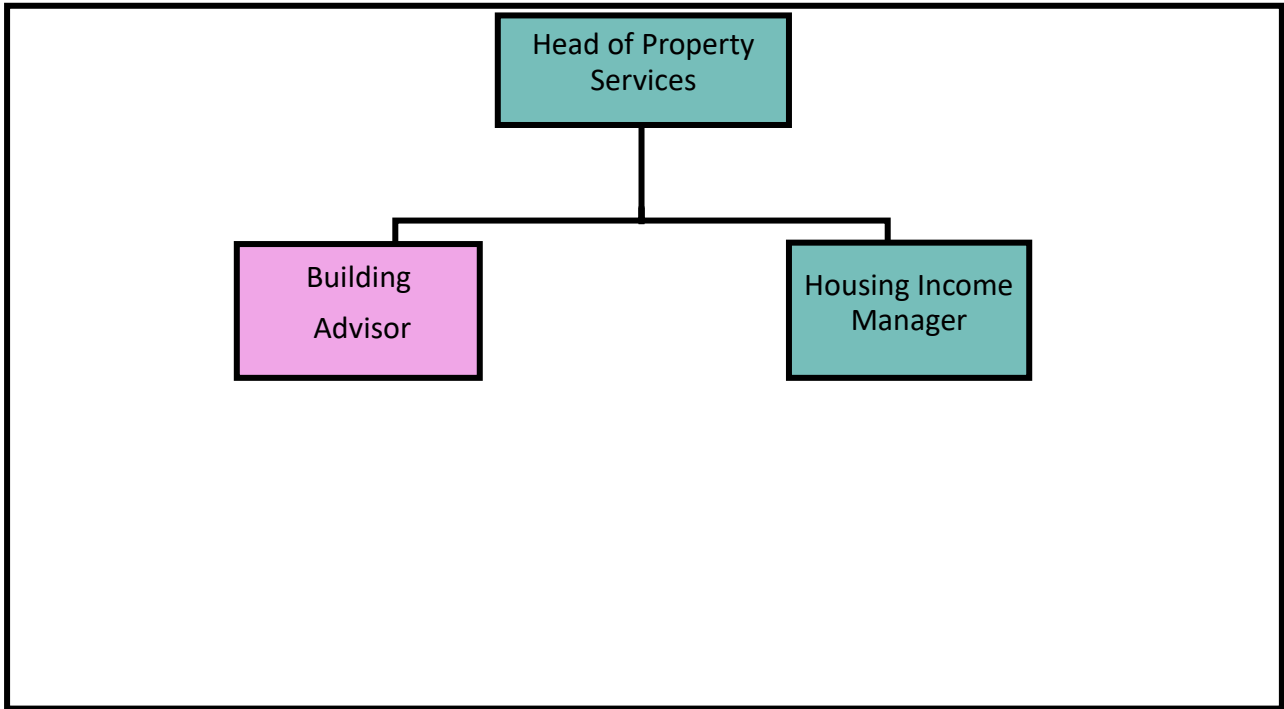 Head of Property
Services
Building
Advisor
Housing Income
Manager